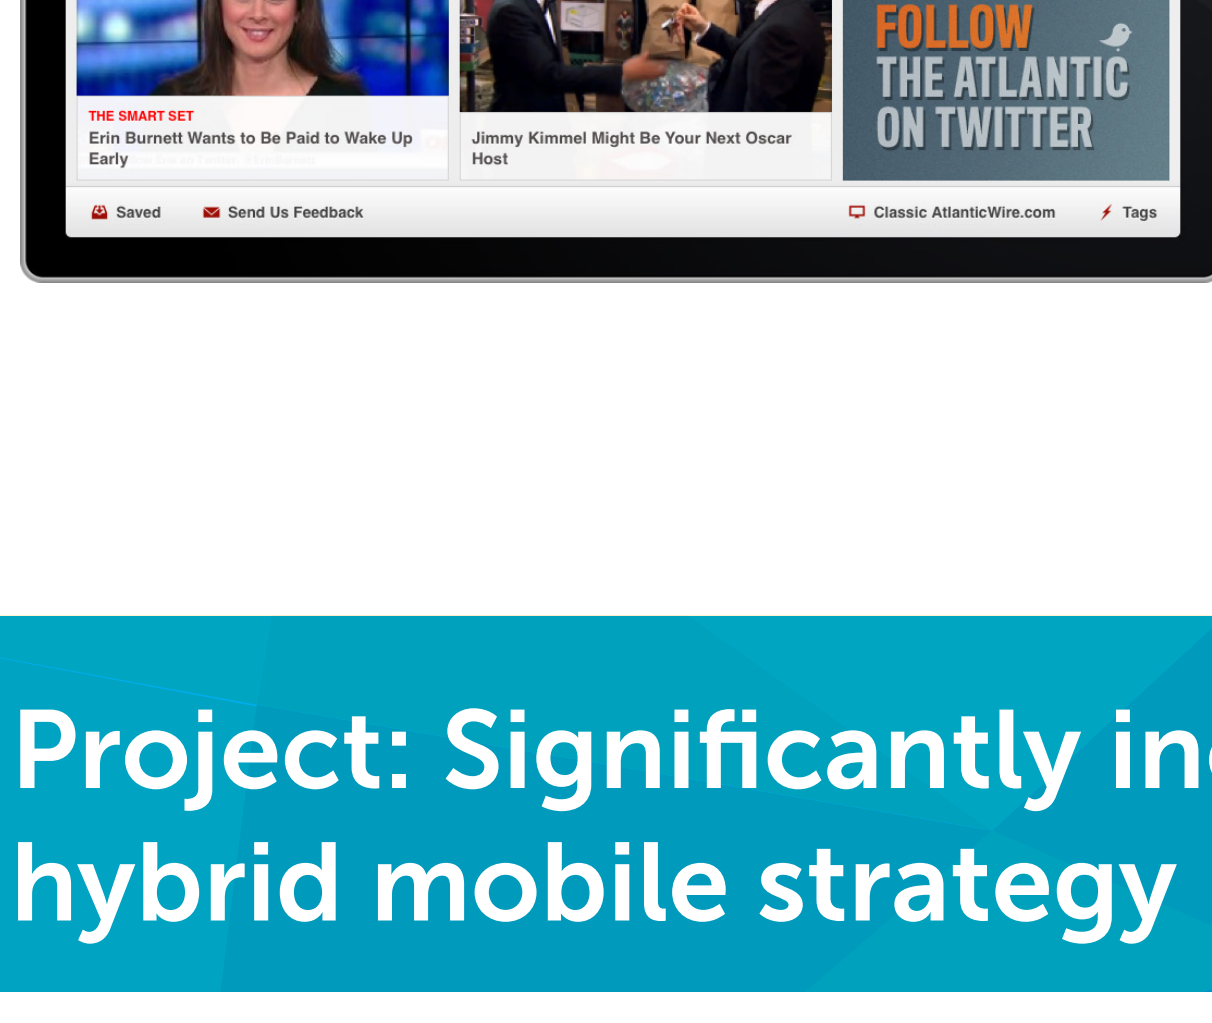 FOLLOW
THE ATLANTIC
ON TWITTER
THE SMART SET
Erin Burnett Wants to Be Paid to Wake Up
Early
Jimmy Kimmel Might Be Your Next Oscar
Host
Saved
Send Us Feedback
Classic AtlanticWire.com
Tags
Project: Significantly in
hybrid mobile strategy